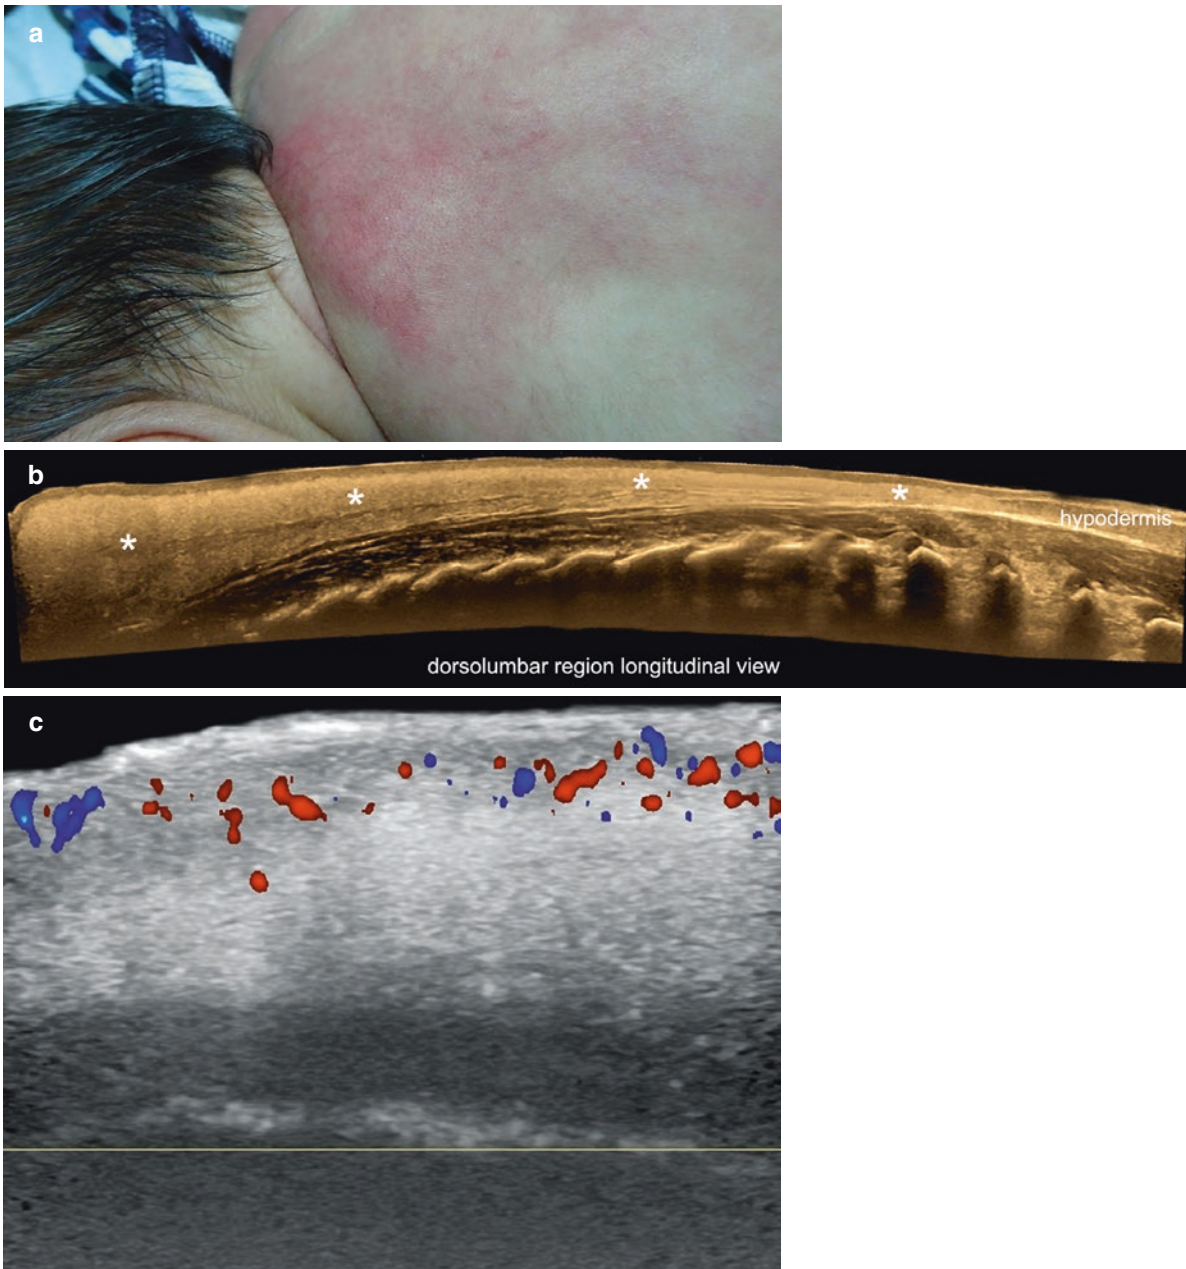 a
b
*
*
*
*
hypodermis
dorsolumbar region longitudinal view
c